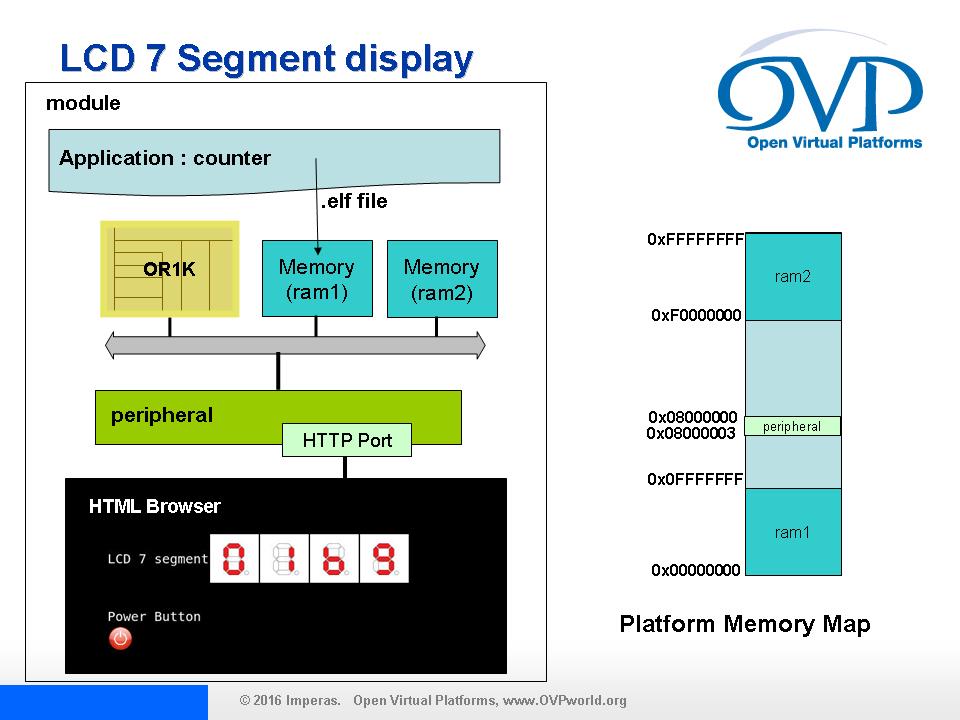 LCD 7 Segment display
OVP
Open Virtual Platforms
module
Application : counter
.elf file
OR1K
Memory
(ram1)
Memory
(ram2)
peripheral
HTTP Port
HTML Browser
LCD 7 segment
0 1 6 9
Power Button
0xFFFFFFFF
ram2
0xF0000000
0x08000000
0x08000003
peripheral
0x0FFFFFFF
ram1
0x00000000
Platform Memory Map
© 2016 Imperas. Open Virtual Platforms, www.OVPworld.org